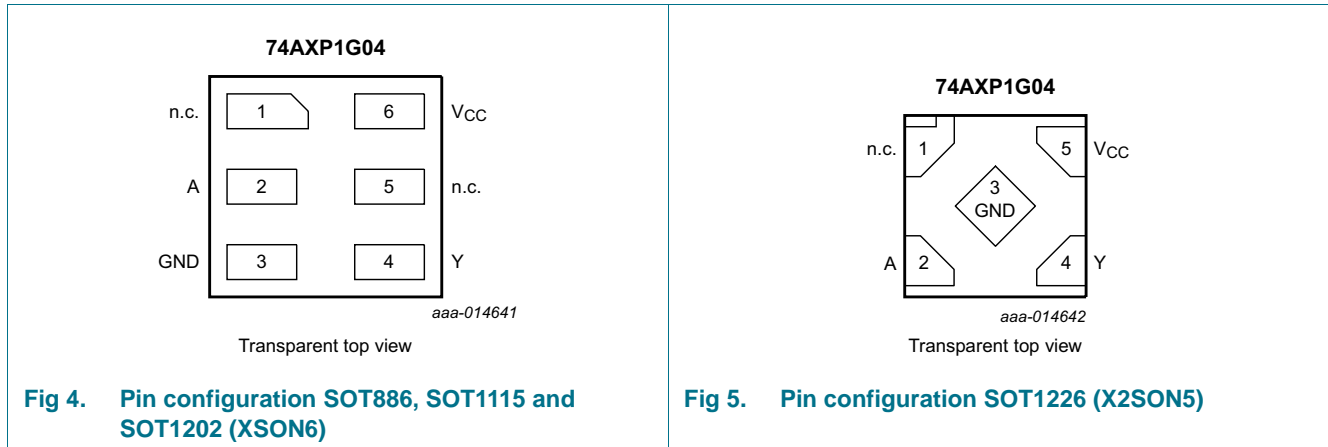 74AXP1G04
n.c. 1 6 VCC
A 2 5 n.c.
GND 3 4 Y
aaa-014641
Transparent top view
Fig 4. Pin configuration SOT886, SOT1115 and
SOT1202 (XSON6)
74AXP1G04
n.c. 1 5 VCC
3
GND
A 2 4 Y
aaa-014642
Transparent top view
Fig 5. Pin configuration SOT1226 (X2SON5)